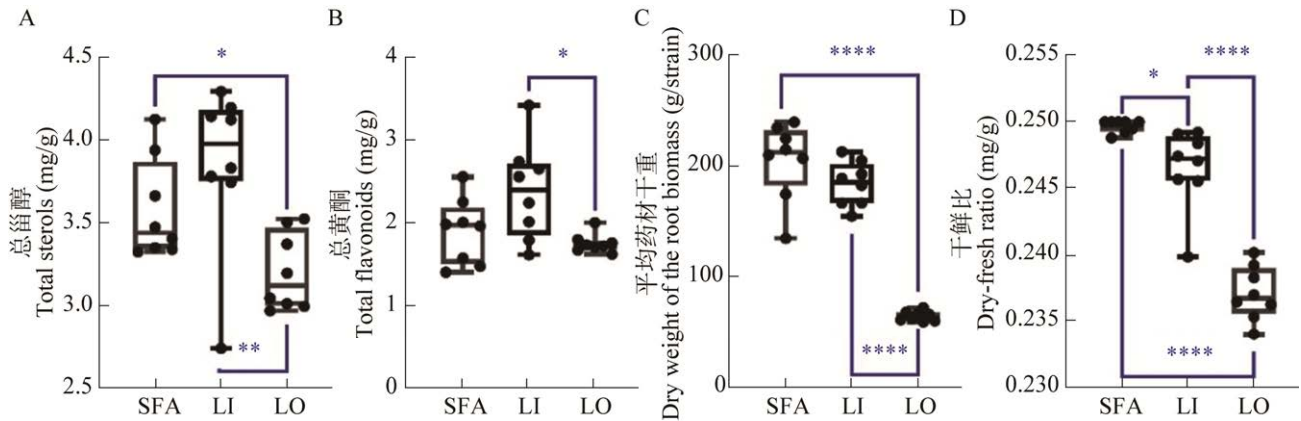 A
总甾醇
Total sterols (mg/g)
4.5
4.0
3.5
3.0
2.5
*
**
SFA LI LO
B
总黄酮
Total flavonoids (mg/g)
4
3
2
1
0
*
SFA LI LO
C
平均药材干重
Dry weight of the root biomass (g/strain)
300
200
100
0
****
****
SFA LI LO
D
干鲜比
Dry-fresh ratio (mg/g)
0.255
0.250
0.245
0.240
0.235
0.230
*
****
****
SFA LI LO